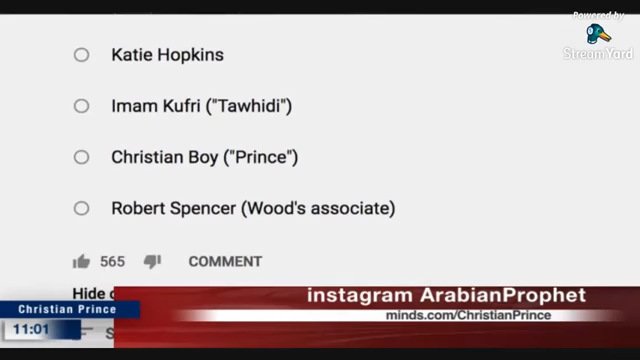 Powered by
StreamYard
Katie Hopkins
Imam Kufri ("Tawhidi")
Christian Boy ("Prince")
Robert Spencer (Wood's associate)
565
COMMENT
Hide
instagram ArabianProphet
Christian Prince
minds.com/ChristianPrince
11:01
S